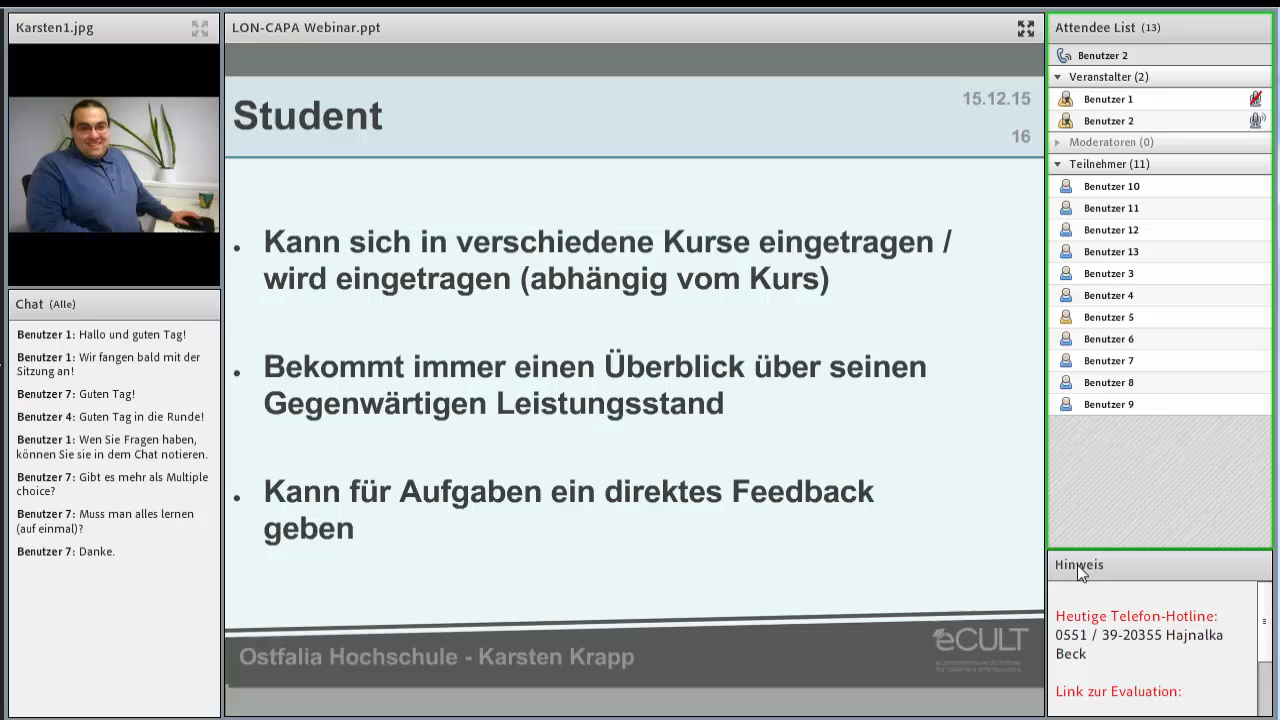 Karsten1.jpg
Chat (Alle)
Benutzer 1: Hallo und guten Tag!
Benutzer 1: Wir fangen bald mit der
Sitzung an!
Benutzer 7: Guten Tag!
Benutzer 4: Guten Tag in die Runde!
Benutzer 1: Wen Sie Fragen haben,
können Sie sie in dem Chat notieren.
Benutzer 7: Gibt es mehr als Multiple
choice?
Benutzer 7: Muss man alles lernen
(auf einmal)?
Benutzer 7: Danke.
LON-CAPA Webinar.ppt
Student
15.12.15
16
• Kann sich in verschiedene Kurse eingetragen /
wird eingetragen (abhängig vom Kurs)
• Bekommt immer einen Überblick über seinen
Gegenwärtigen Leistungsstand
• Kann für Aufgaben ein direktes Feedback
geben
Ostfalia Hochschule - Karsten Krapp
eCULT
Attendee List (13)
Benutzer 2
Veranstalter (2)
Benutzer 1
Benutzer 2
Moderatoren (0)
Teilnehmer (11)
Benutzer 10
Benutzer 11
Benutzer 12
Benutzer 13
Benutzer 3
Benutzer 4
Benutzer 5
Benutzer 6
Benutzer 7
Benutzer 8
Benutzer 9
Hinweis
Heutige Telefon-Hotline:
0551 / 39-20355 Hajnalka
Beck
Link zur Evaluation: